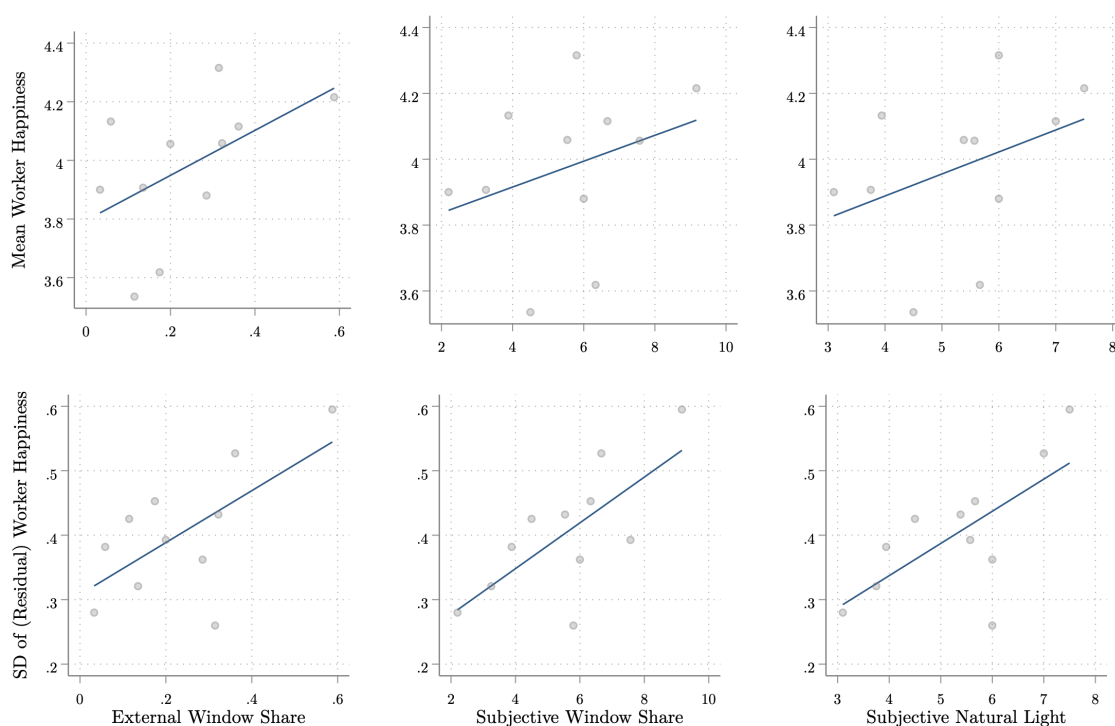 Mean Worker Happiness
4.4
4.2
4
3.8
3.6
0 .2 .4 .6
4.4
4.2
4
3.8
3.6
2 4 6 8 10
4.4
4.2
4
3.8
3.6
3 4 5 6 7 8
SD of (Residual) Worker Happiness
.6
.5
.4
.3
.2
0 .2 .4 .6
External Window Share
.6
.5
.4
.3
.2
2 4 6 8 10
Subjective Window Share
.6
.5
.4
.3
.2
3 4 5 6 7 8
Subjective Natural Light